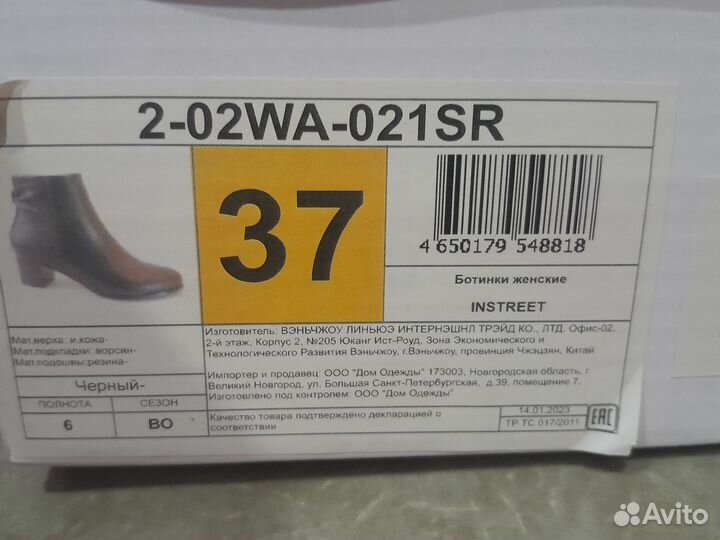 2-02WA-021SR
37
4 650179 548818
Ботинки женские
INSTREET
Мат.верха: и.кожа-
Мат.подкладки: ворсин-
Мат.подошвы:резина-
Черный-
ПОЛНОТА СЕЗОН
6 ВО
Изготовитель: ВЭНЬЧЖОУ ЛИНЬЮЭ ИНТЕРНЭШНЛ ТРЭЙД КО., ЛТД. Офис-02,
2-й этаж, Корпус 2, №205 Юканг Ист-Роуд, Зона Экономического и
Технологического Развития Вэньчжоу, г.Вэньчжоу, провинция Чжэцзян, Китай
Импортер и продавец: ООО "Дом Одежды" 173003, Новгородская область, г.
Великий Новгород, ул. Большая Санкт-Петербургская, д.39, помещение 7.
Изготовлено под контролем: ООО "Дом Одежды"
Качество товара подтверждено декларацией о
соответствии
14.01.2023
ТР ТС 017/2011
EAC
Avito